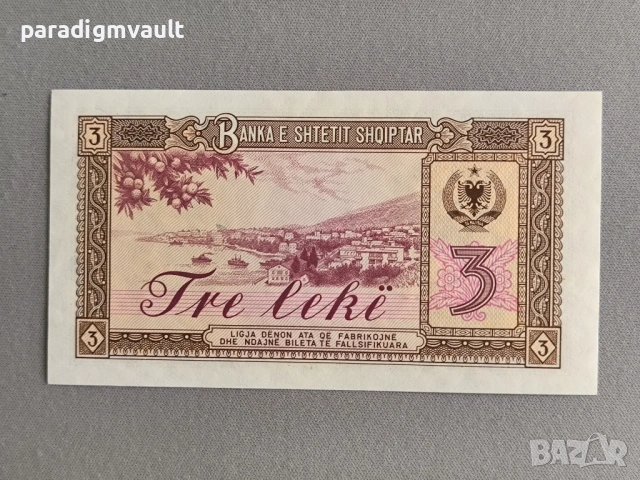 paradigmvault
3
BANKA E SHTETIT SHQIPTAR
3
3
Tre lekë
LIGJA DËNON ATA QË FABRIKOJNË
DHE NDAJNË BILETA TË FALLSIFIKUARA
3
3
BAZAR